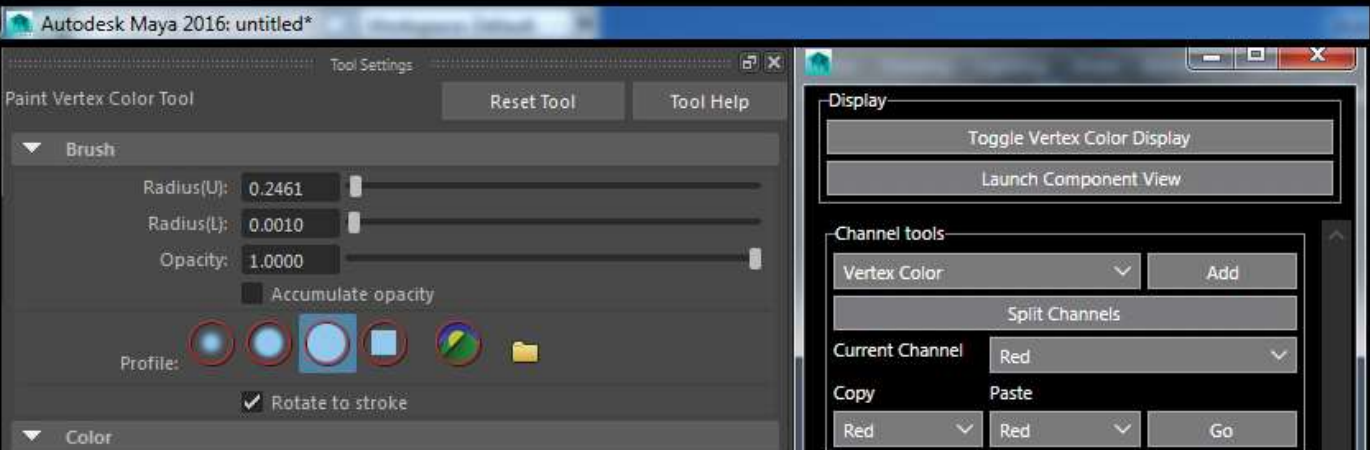 Autodesk Maya 2016: untitled*
Tool Settings
Paint Vertex Color Tool
Reset Tool
Tool Help
Brush
Radius(U): 0.2461
Radius(L): 0.0010
Opacity: 1.0000
Accumulate opacity
Profile:
Rotate to stroke
Color
Display
Toggle Vertex Color Display
Launch Component View
Channel tools
Vertex Color
Add
Split Channels
Current Channel Red
Copy Paste
Red Red Go